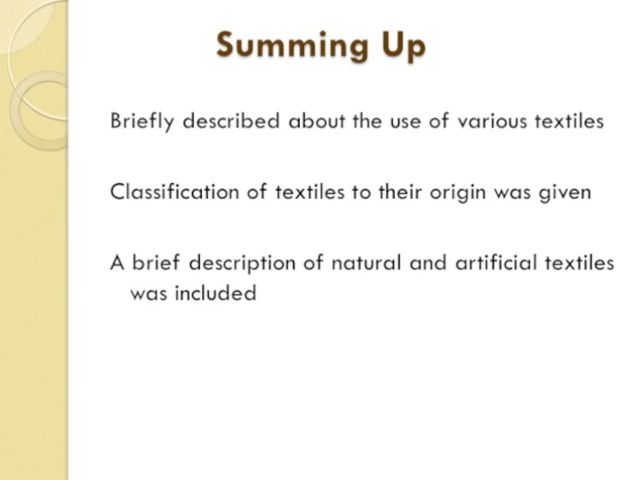 Summing Up
Briefly described about the use of various textiles
Classification of textiles to their origin was given
A brief description of natural and artificial textiles
was included